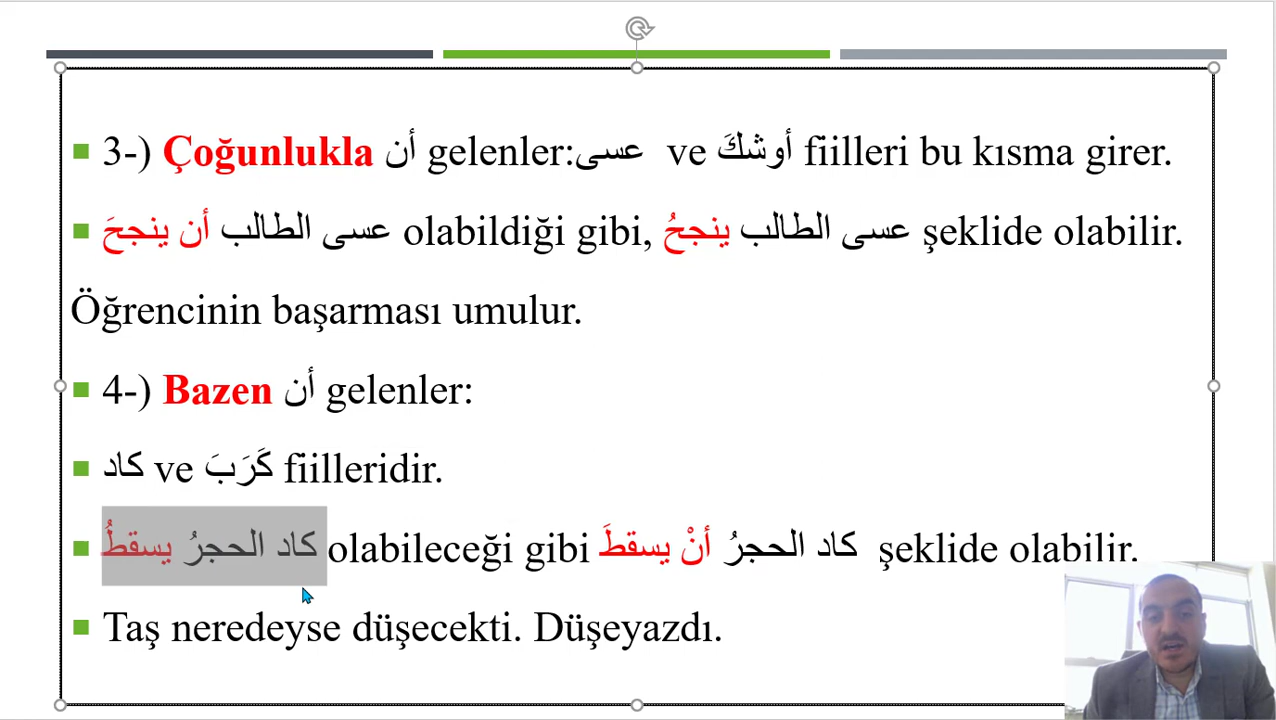 3-) Çoğunlukla أن gelenler:عسى ve أوشكَ fiilleri bu kısma girer.
عسى الطالب أن ينجحَ olabildiği gibi, عسى الطالب ينجحُ şeklide olabilir.
Öğrencinin başarması umulur.
4-) Bazen أن gelenler:
كاد ve كَرَبَ fiilleridir.
كاد الحجرُ يسقطُ olabileceği gibi كاد الحجرُ أنْ يسقطَ şeklide olabilir.
Taş neredeyse düşecekti. Düşeyazdı.